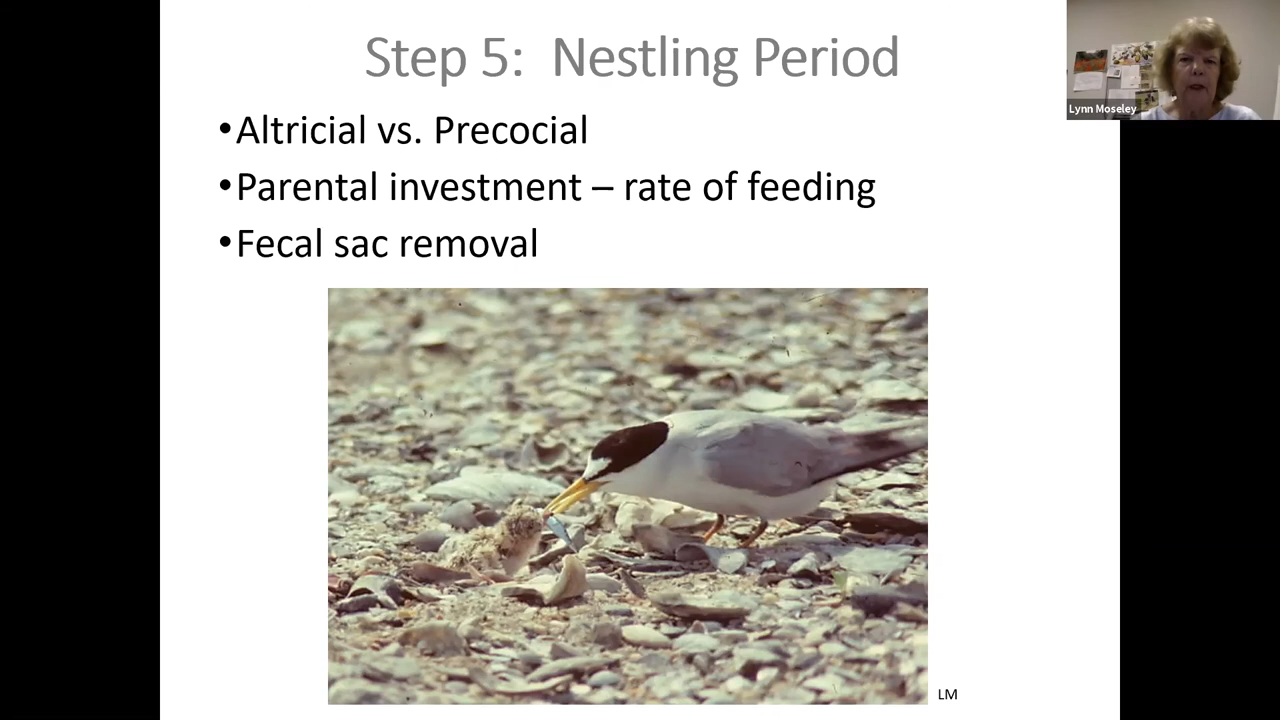 Step 5: Nestling Period
Lynn Moseley
•Altricial vs. Precocial
•Parental investment – rate of feeding
•Fecal sac removal
LM